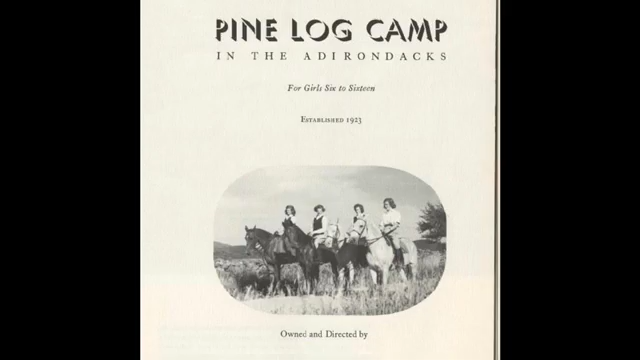 PINE LOG CAMP
IN THE ADIRONDACKS
For Girls Six to Sixteen
Established 1923
Owned and Directed by